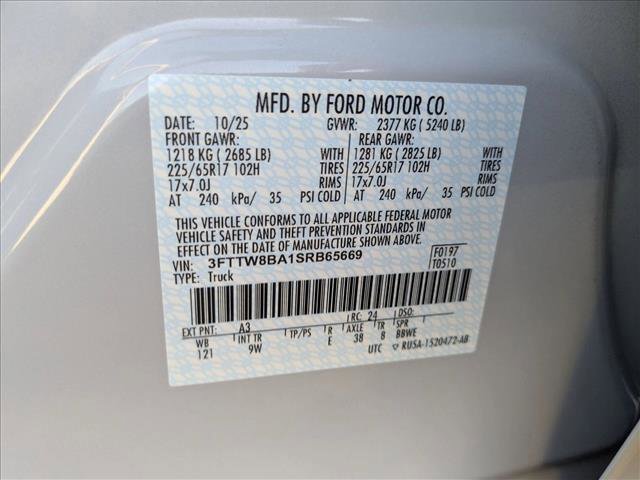 MFD. BY FORD MOTOR CO.
DATE: 10/25 GVWR: 2377 KG ( 5240 LB)
FRONT GAWR: REAR GAWR:
1218 KG ( 2685 LB) WITH 1281 KG ( 2825 LB) WITH
225/65R17 102H TIRES 225/65R17 102H TIRES
17x7.0J RIMS 17x7.0J RIMS
AT 240 kPa/ 35 PSI COLD AT 240 kPa/ 35 PSI COLD
THIS VEHICLE CONFORMS TO ALL APPLICABLE FEDERAL MOTOR
VEHICLE SAFETY AND THEFT PREVENTION STANDARDS IN
EFFECT ON THE DATE OF MANUFACTURE SHOWN ABOVE.
VIN: 3FTTW8BA1SRB65669 F0197
TYPE: Truck T0510
RC: 24 DSO:
EXT PNT: A3
WB INT TR TP/PS R AXLE TR SPR
121 9W E 38 8 BBWE
UTC RU5A-1520472-AB